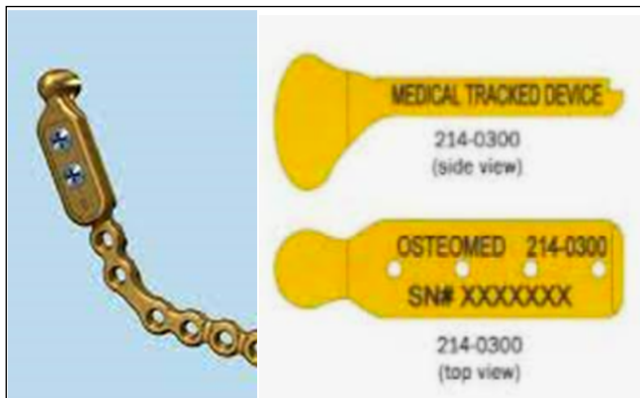 MEDICAL TRACKED DEVICE
214-0300
(side view)
OSTEOMED 214-0300
SN# XXXXXXX
214-0300
(top view)